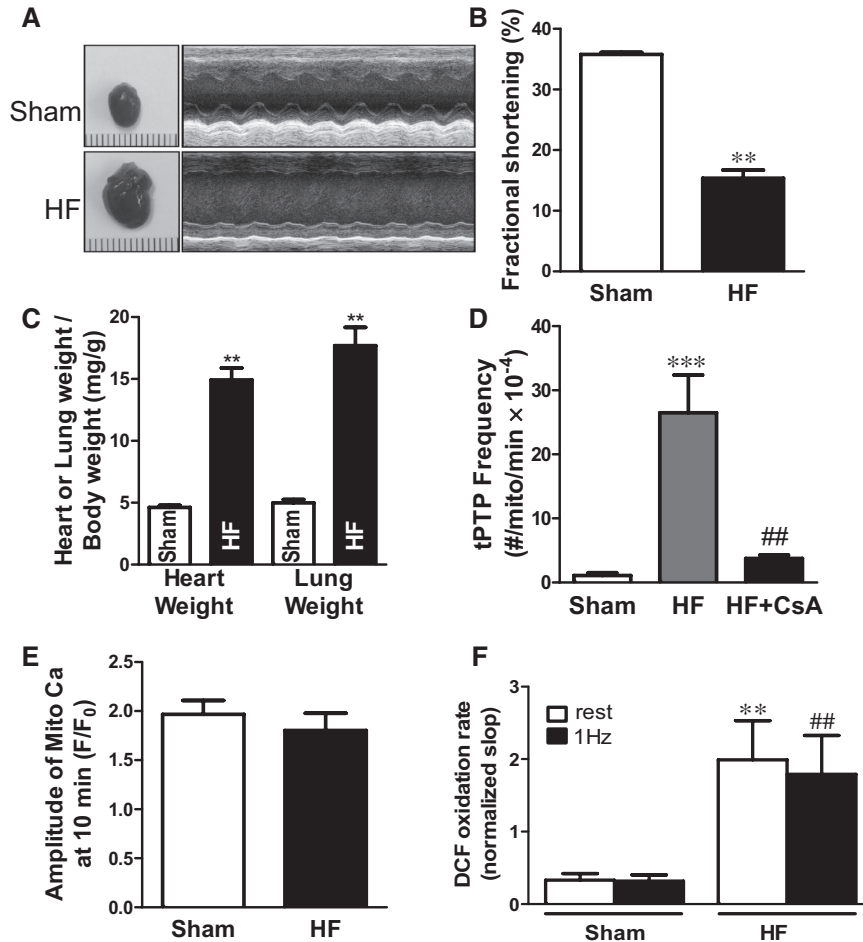 A
Sham
HF
B
Fractional shortening (%)
40
30
20
10
0
**
Sham
HF
C
Heart or Lung weight /
Body weight (mg/g)
20
15
10
5
0
**
**
Sham
HF
Sham
HF
Heart
Weight
Lung
Weight
D
tPTP Frequency
(#/mito/min × 10⁻⁴)
40
30
20
10
0
***
##
Sham
HF
HF+CsA
E
Amplitude of Mito Ca
at 10 min (F/F₀)
2.5
2.0
1.5
1.0
0.5
0.0
Sham
HF
F
DCF oxidation rate
(normalized slop)
3
2
1
0
rest
1Hz
**
##
Sham
HF